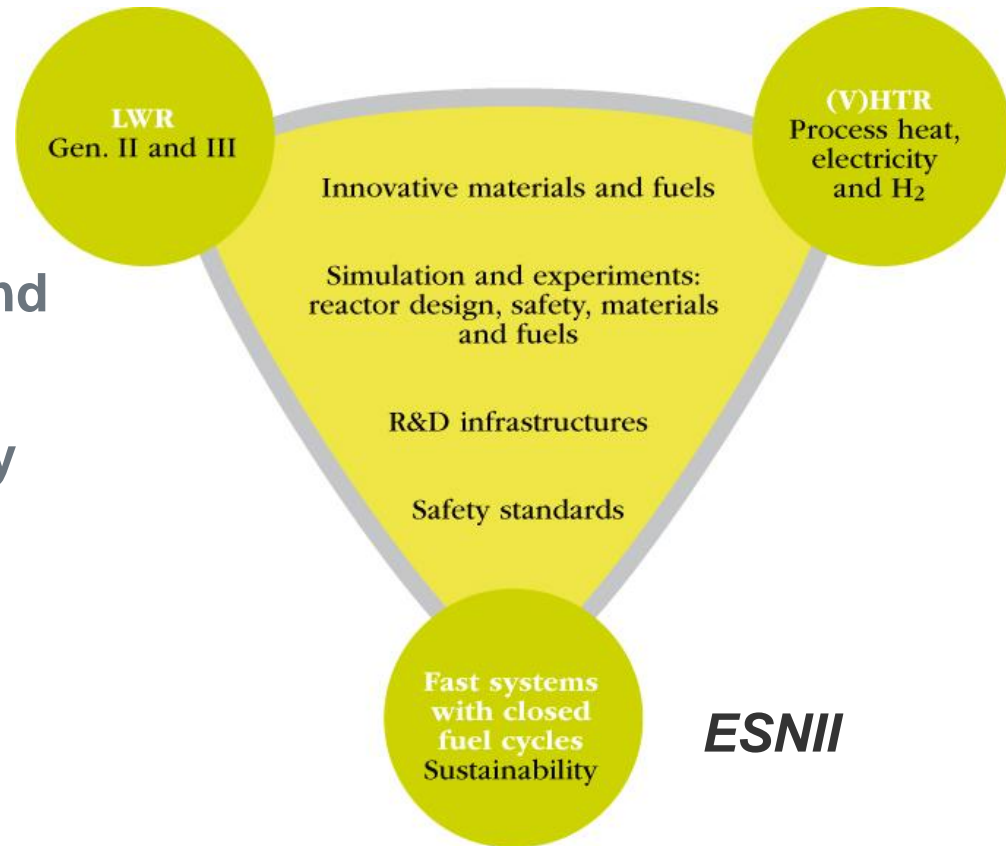 LWR
Gen. II and III
(V)HTR
Process heat,
electricity
and H₂
Innovative materials and fuels
Simulation and experiments:
reactor design, safety, materials
and fuels
R&D infrastructures
Safety standards
Fast systems
with closed
fuel cycles
Sustainability
ESNII